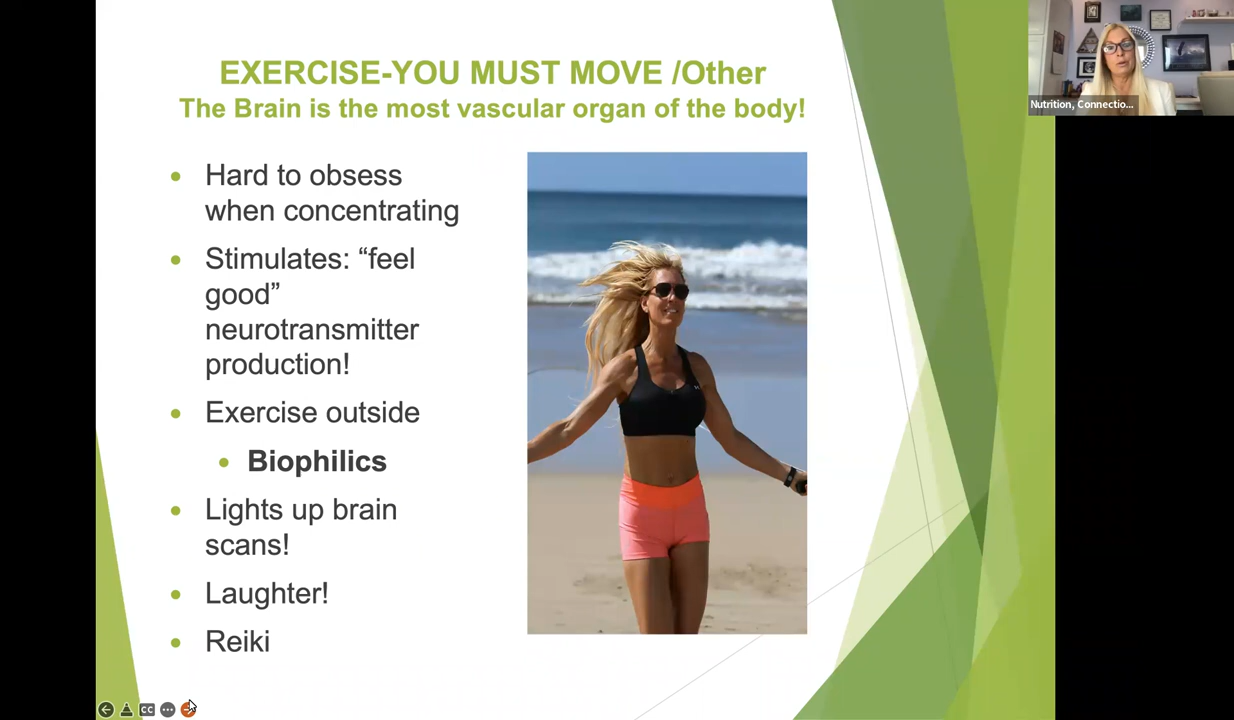 EXERCISE-YOU MUST MOVE /Other
The Brain is the most vascular organ of the body!
Hard to obsess
when concentrating
Stimulates: “feel
good”
neurotransmitter
production!
Exercise outside
Biophilics
Lights up brain
scans!
Laughter!
Reiki
Nutrition, Connectio...
CC